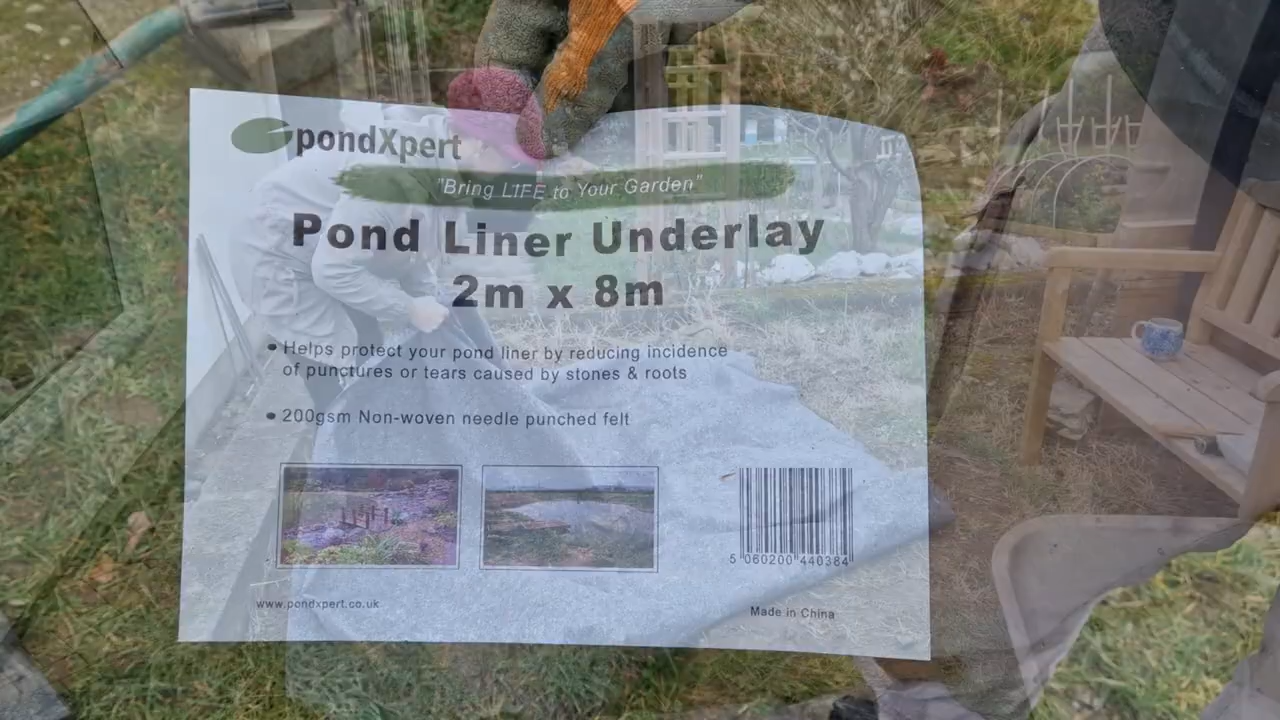 pondXpert
"Bring LIFE to Your Garden"
Pond Liner Underlay
2m x 8m
• Helps protect your pond liner by reducing incidence
of punctures or tears caused by stones & roots
• 200gsm Non-woven needle punched felt
5 060200 440384
www.pondxpert.co.uk
Made in China